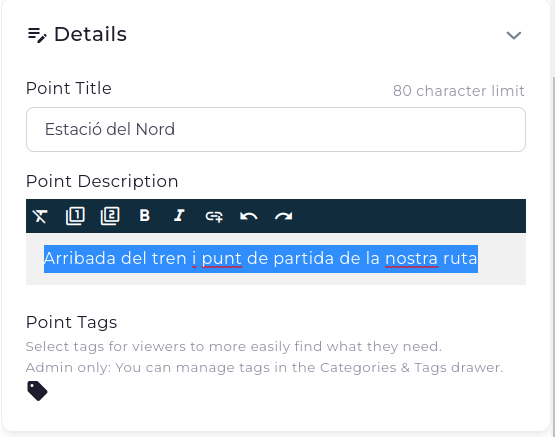 Details
Point Title
80 character limit
Estació del Nord
Point Description
1 2 B I
Arribada del tren i punt de partida de la nostra ruta
Point Tags
Select tags for viewers to more easily find what they need.
Admin only: You can manage tags in the Categories & Tags drawer.